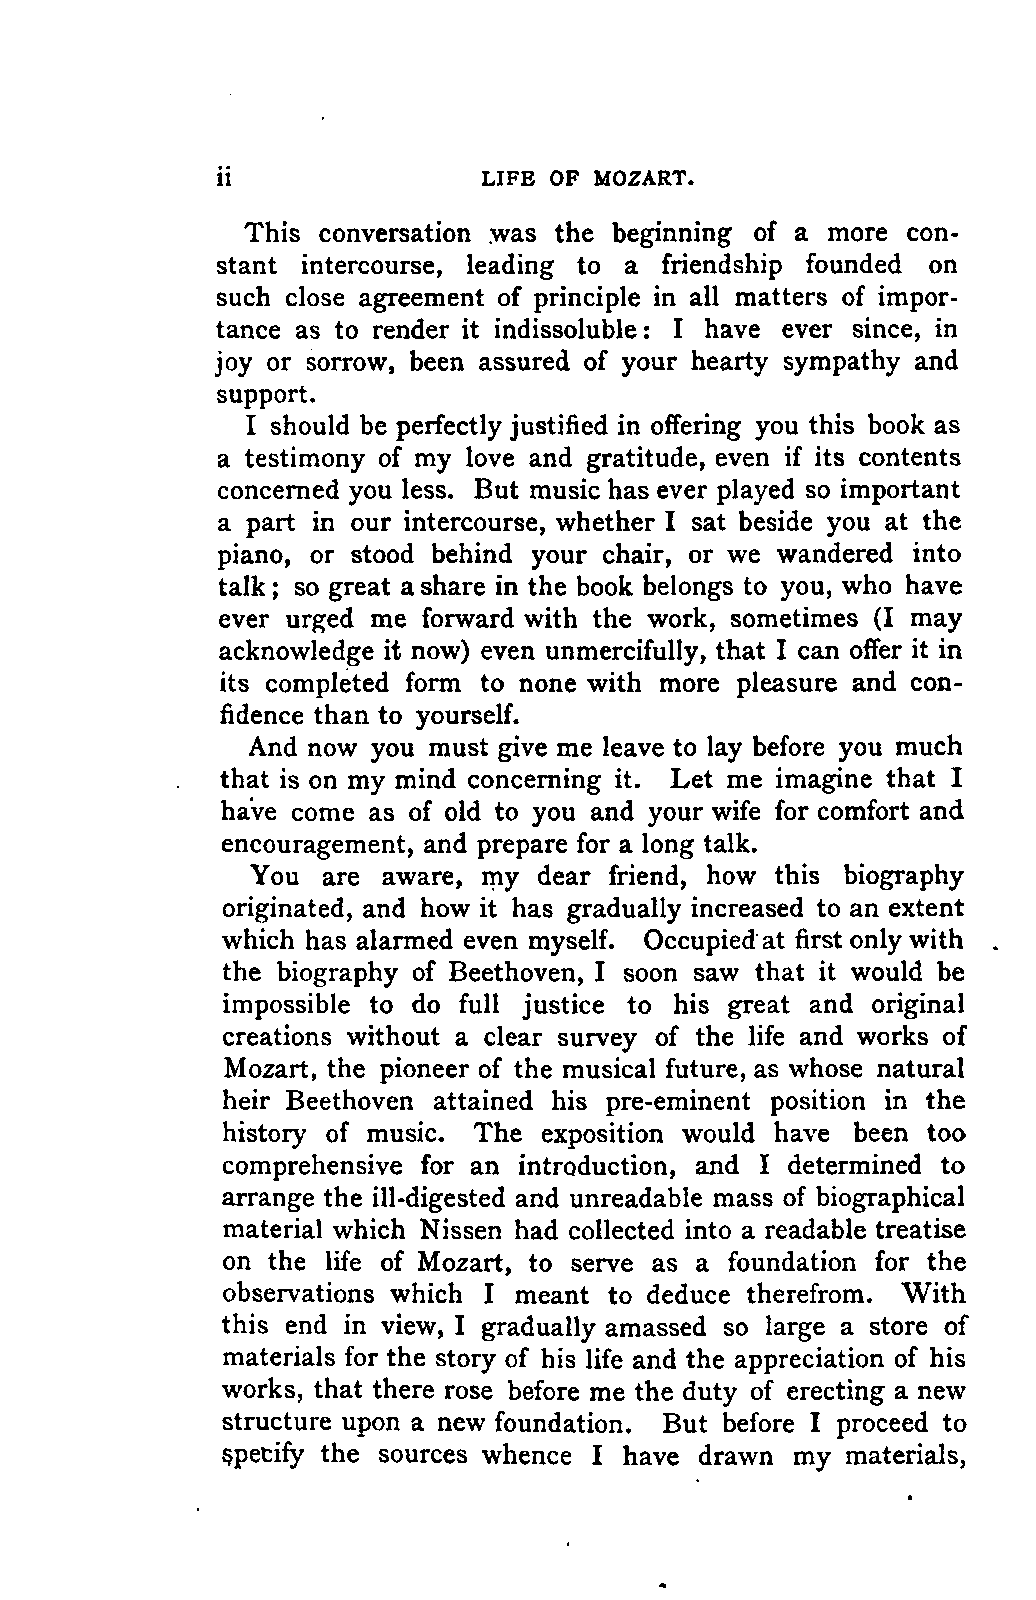 ii LIFE OF MOZART.
This conversation was the beginning of a more con-
stant intercourse, leading to a friendship founded on
such close agreement of principle in all matters of impor-
tance as to render it indissoluble: I have ever since, in
joy or sorrow, been assured of your hearty sympathy and
support.
I should be perfectly justified in offering you this book as
a testimony of my love and gratitude, even if its contents
concerned you less. But music has ever played so important
a part in our intercourse, whether I sat beside you at the
piano, or stood behind your chair, or we wandered into
talk; so great a share in the book belongs to you, who have
ever urged me forward with the work, sometimes (I may
acknowledge it now) even unmercifully, that I can offer it in
its completed form to none with more pleasure and con-
fidence than to yourself.
And now you must give me leave to lay before you much
that is on my mind concerning it. Let me imagine that I
have come as of old to you and your wife for comfort and
encouragement, and prepare for a long talk.
You are aware, my dear friend, how this biography
originated, and how it has gradually increased to an extent
which has alarmed even myself. Occupied at first only with
the biography of Beethoven, I soon saw that it would be
impossible to do full justice to his great and original
creations without a clear survey of the life and works of
Mozart, the pioneer of the musical future, as whose natural
heir Beethoven attained his pre-eminent position in the
history of music. The exposition would have been too
comprehensive for an introduction, and I determined to
arrange the ill-digested and unreadable mass of biographical
material which Nissen had collected into a readable treatise
on the life of Mozart, to serve as a foundation for the
observations which I meant to deduce therefrom. With
this end in view, I gradually amassed so large a store of
materials for the story of his life and the appreciation of his
works, that there rose before me the duty of erecting a new
structure upon a new foundation. But before I proceed to
specify the sources whence I have drawn my materials,